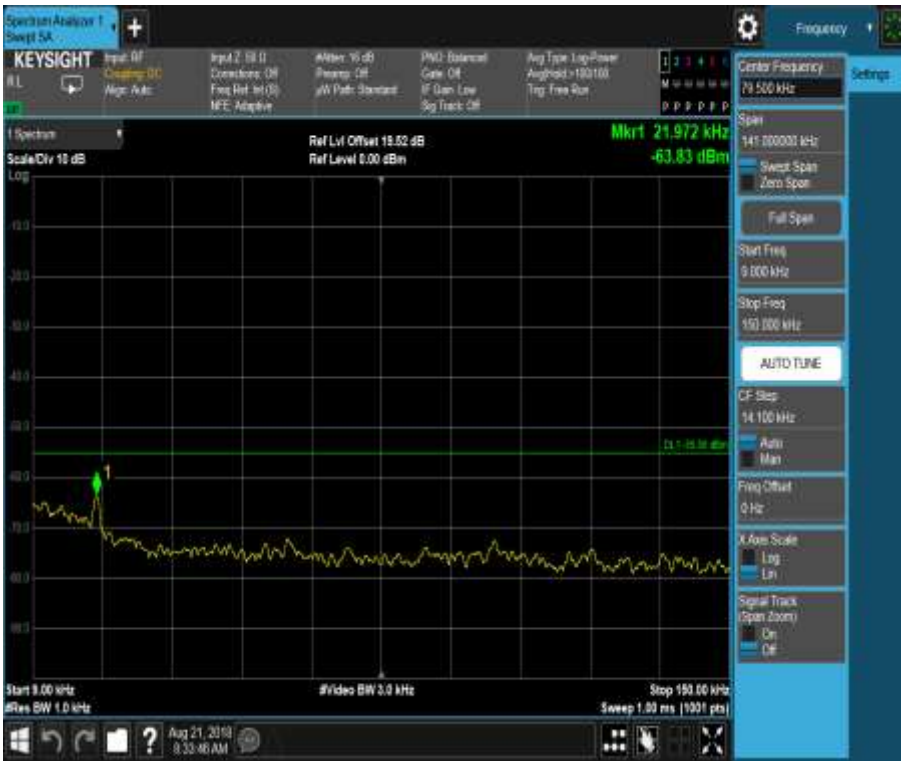 Spectrum Analyzer 1
Swept SA
+
Frequency
KEYSIGHT
Input: RF
Coupling: DC
Align: Auto
Input Z: 50 Ω
Corrections: Off
Freq Ref: Int (S)
NFE: Adaptive
#Atten: 16 dB
Preamp: Off
µW Path: Standard
PNO: Balanced
Gate: Off
IF Gain: Low
Sig Track: Off
Avg Type: Log-Power
Avg|Hold:>100/100
Trig: Free Run
1 2 3 4 5 6
M W W W W W
P P P P P P
1 Spectrum
Scale/Div 10 dB
Ref Lvl Offset 19.52 dB
Ref Level 0.00 dBm
Mkr1 21.972 kHz
-63.83 dBm
Log
-10.0
-20.0
-30.0
-40.0
-50.0
-60.0
-70.0
-80.0
-90.0
1
Start 9.00 kHz
#Res BW 1.0 kHz
#Video BW 3.0 kHz
Stop 150.00 kHz
Sweep 1.00 ms (1001 pts)
?
Aug 21, 2018
8:33:46 AM
Settings
Center Frequency
79.500 kHz
Span
141.000000 kHz
Swept Span
Zero Span
Full Span
Start Freq
9.000 kHz
Stop Freq
150.000 kHz
AUTO TUNE
CF Step
14.100 kHz
Auto
Man
Freq Offset
0 Hz
X Axis Scale
Log
Lin
Signal Track
(Span Zoom)
On
Off